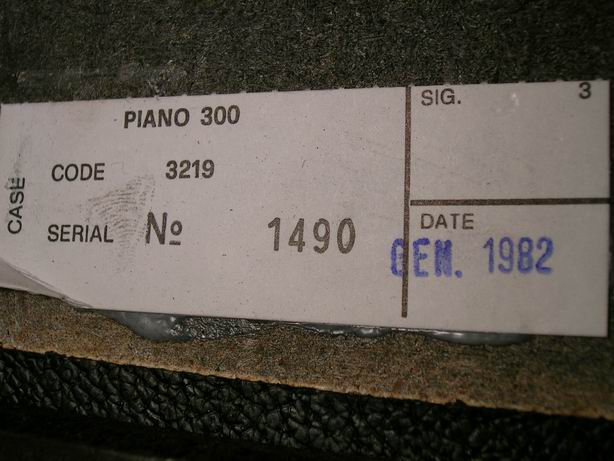 CASE
PIANO 300
CODE 3219
SERIAL Nº 1490
SIG. 3
DATE
GEN. 1982